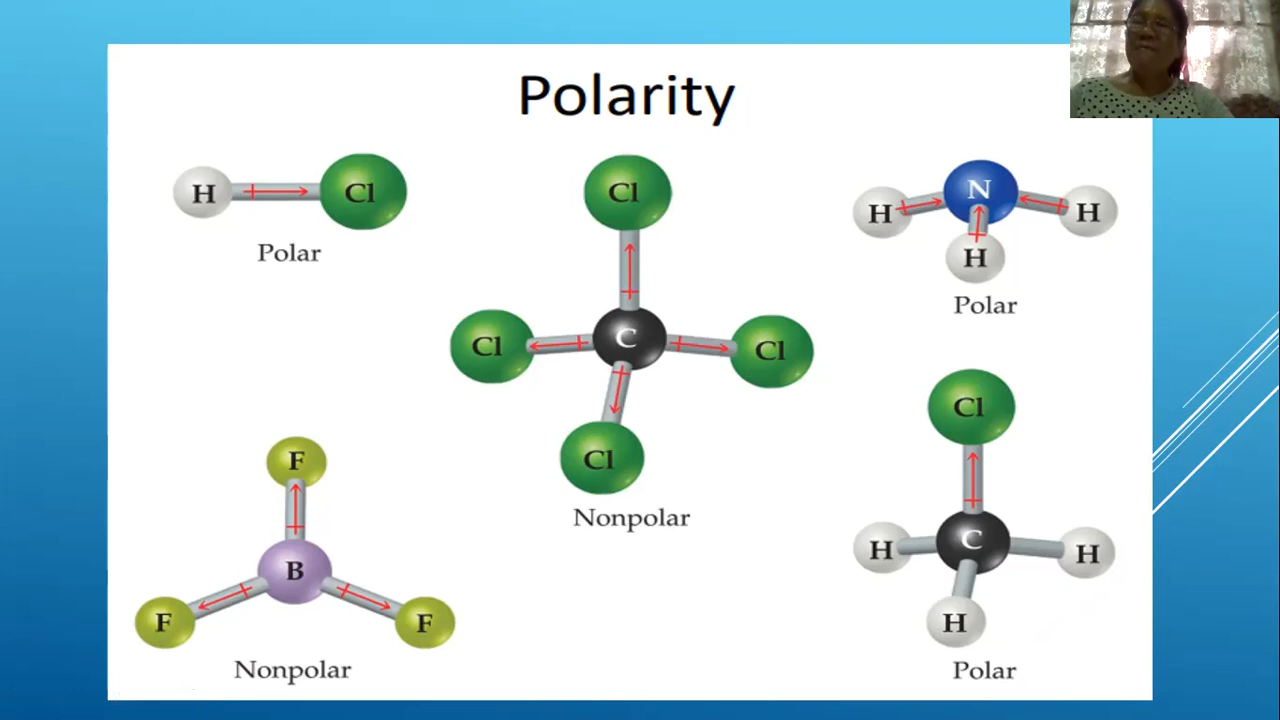 Polarity
H Cl
Polar
Cl
Cl C Cl
Cl
Nonpolar
N
H H
H
Polar
F
B
F F
Nonpolar
Cl
H C H
H
Polar